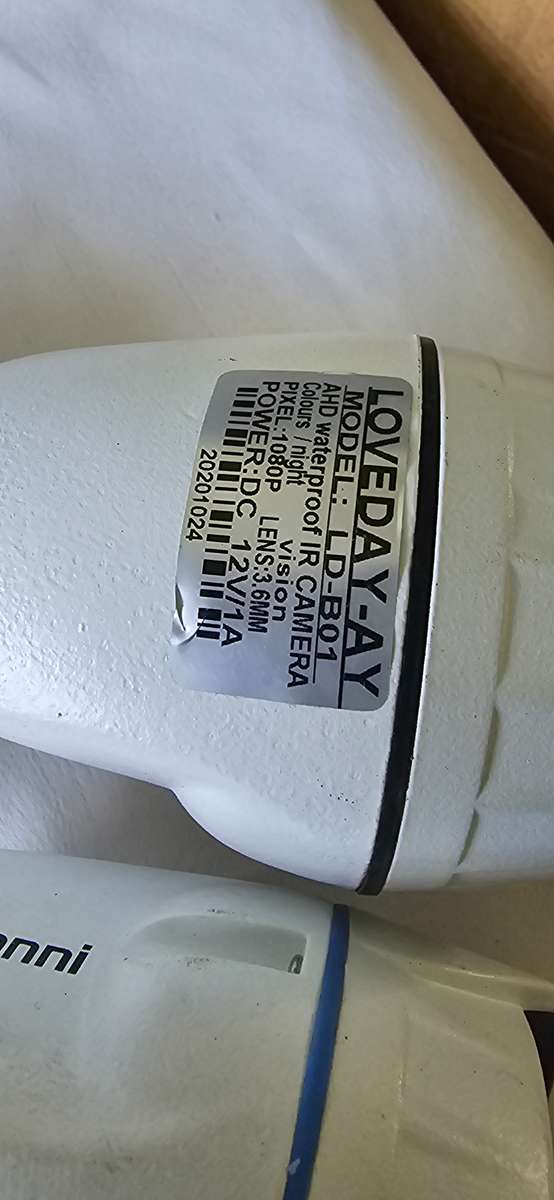 LOVEDAY-AY
MODEL: LD-B01
AHD waterproof IR CAMERA
Colours / night vision
PIXEL:1080P LENS:3.6MM
POWER:DC 12V/1A
20201024